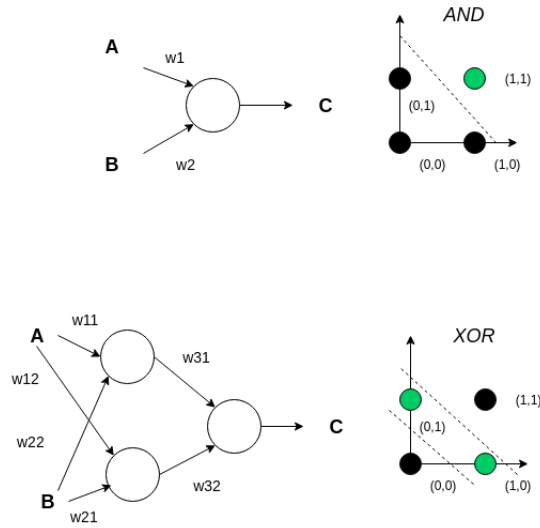 AND
A
w1
(1,1)
(0,1)
C
B
w2
(0,0)
(1,0)
w11
XOR
A
w31
w12
(1,1)
(0,1)
C
w22
w32
(0,0)
(1,0)
B
w21